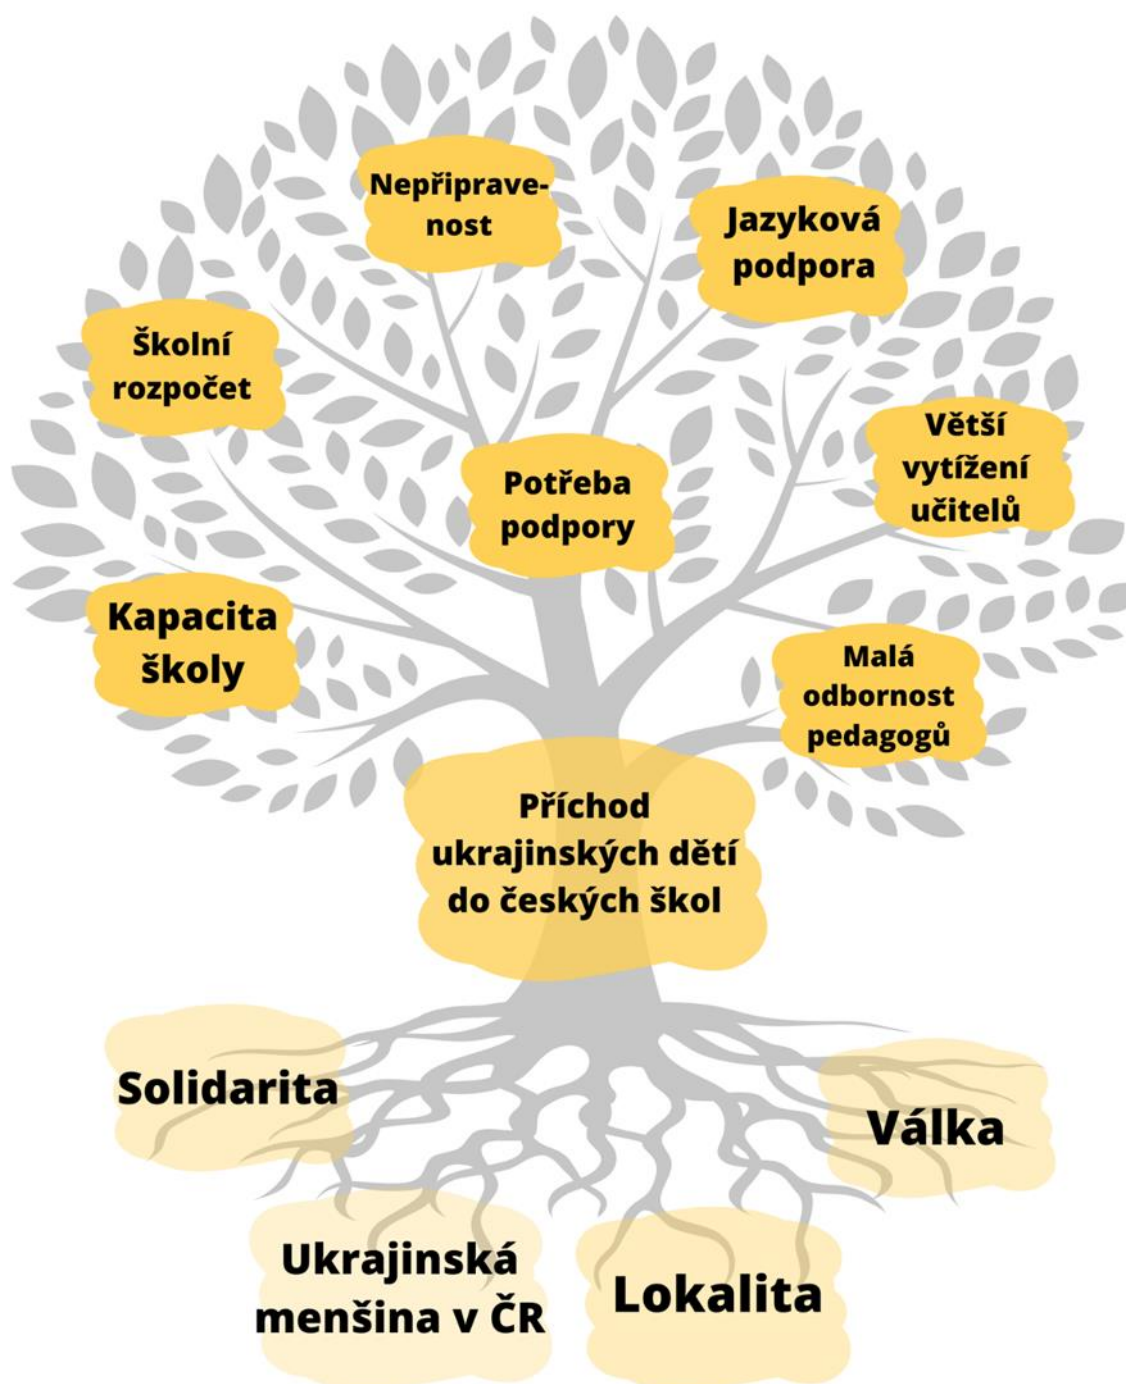 Nepřiprave-
nost
Jazyková
podpora
Školní
rozpočet
Větší
vytížení
učitelů
Potřeba
podpory
Kapacita
školy
Malá
odbornost
pedagogů
Příchod
ukrajinských dětí
do českých škol
Solidarita
Válka
Ukrajinská
menšina v ČR
Lokalita